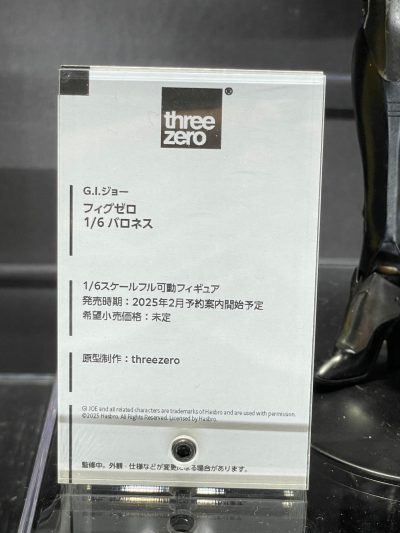 three
zero
®
G.I.ジョー
フィグゼロ
1/6 バロネス
1/6スケールフル可動フィギュア
発売時期：2025年2月予約案内開始予定
希望小売価格：未定
原型制作：threezero
GI JOE and all related characters are trademarks of Hasbro and are used with permission.
©2025 Hasbro. All Rights Reserved. Licensed by Hasbro.
監修中。外観・仕様などが変更になる場合があります。